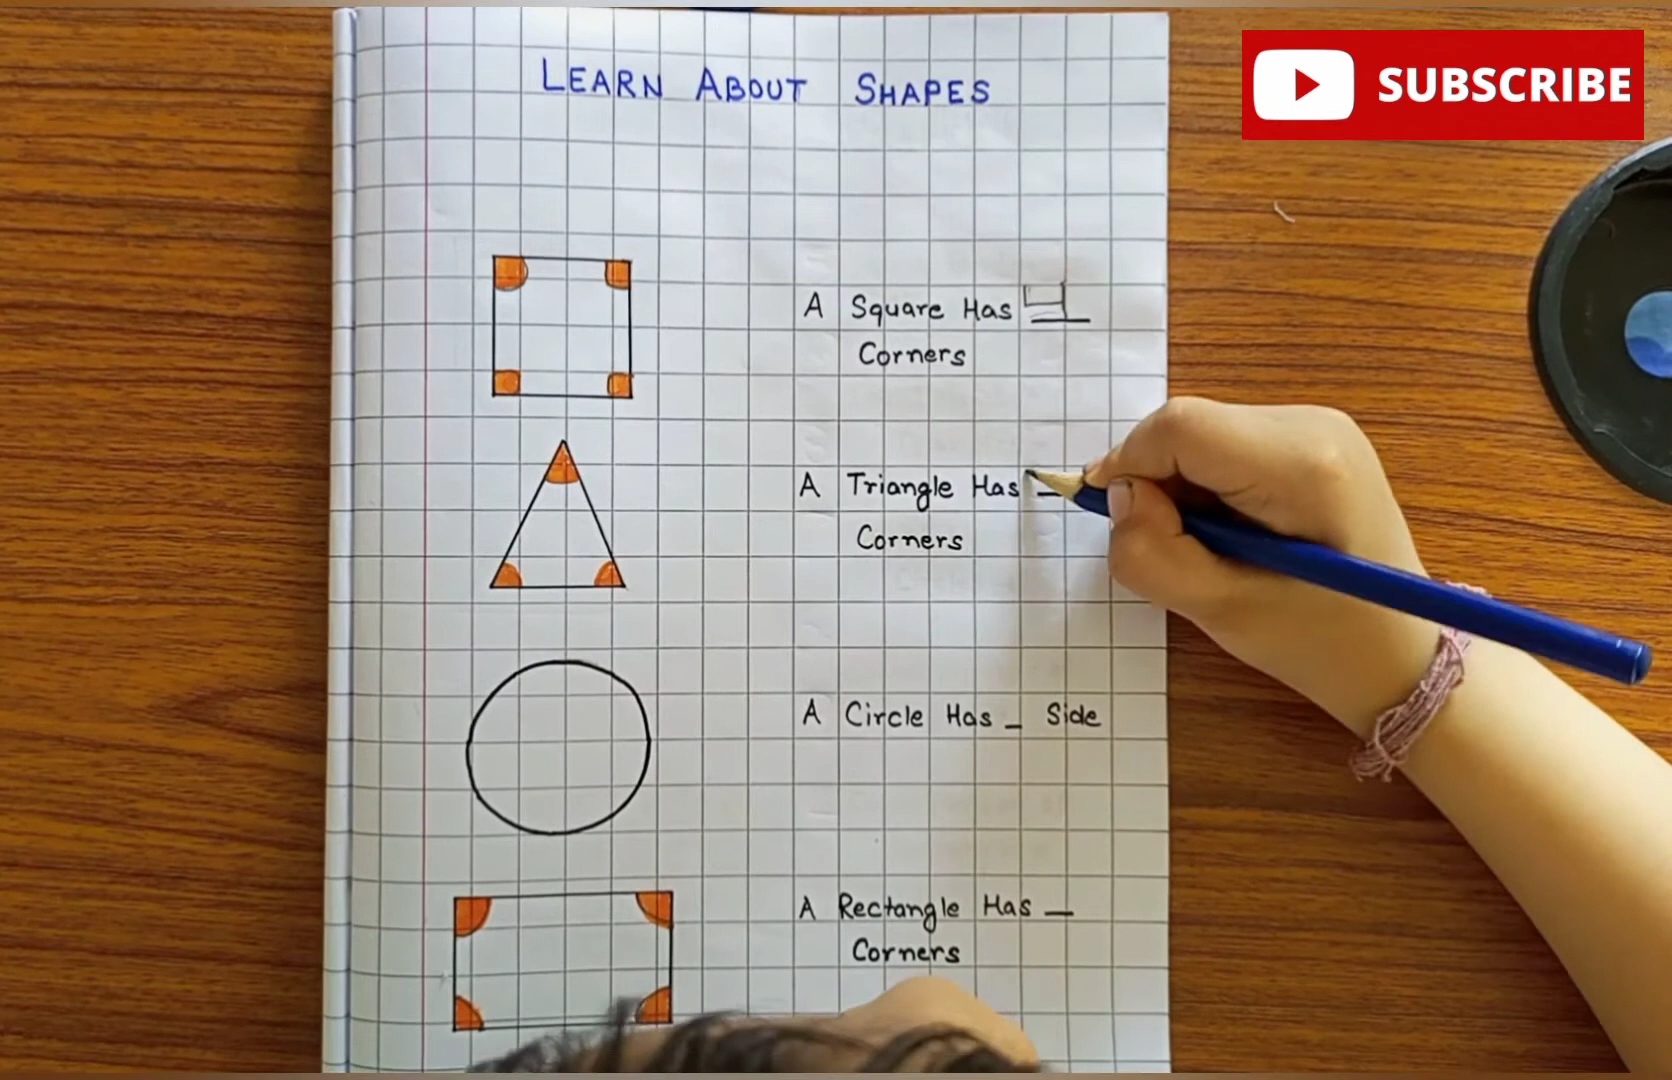 LEARN ABOUT SHAPES
SUBSCRIBE
A Square Has 4
Corners
A Triangle Has _
Corners
A Circle Has _ Side
A Rectangle Has _
Corners